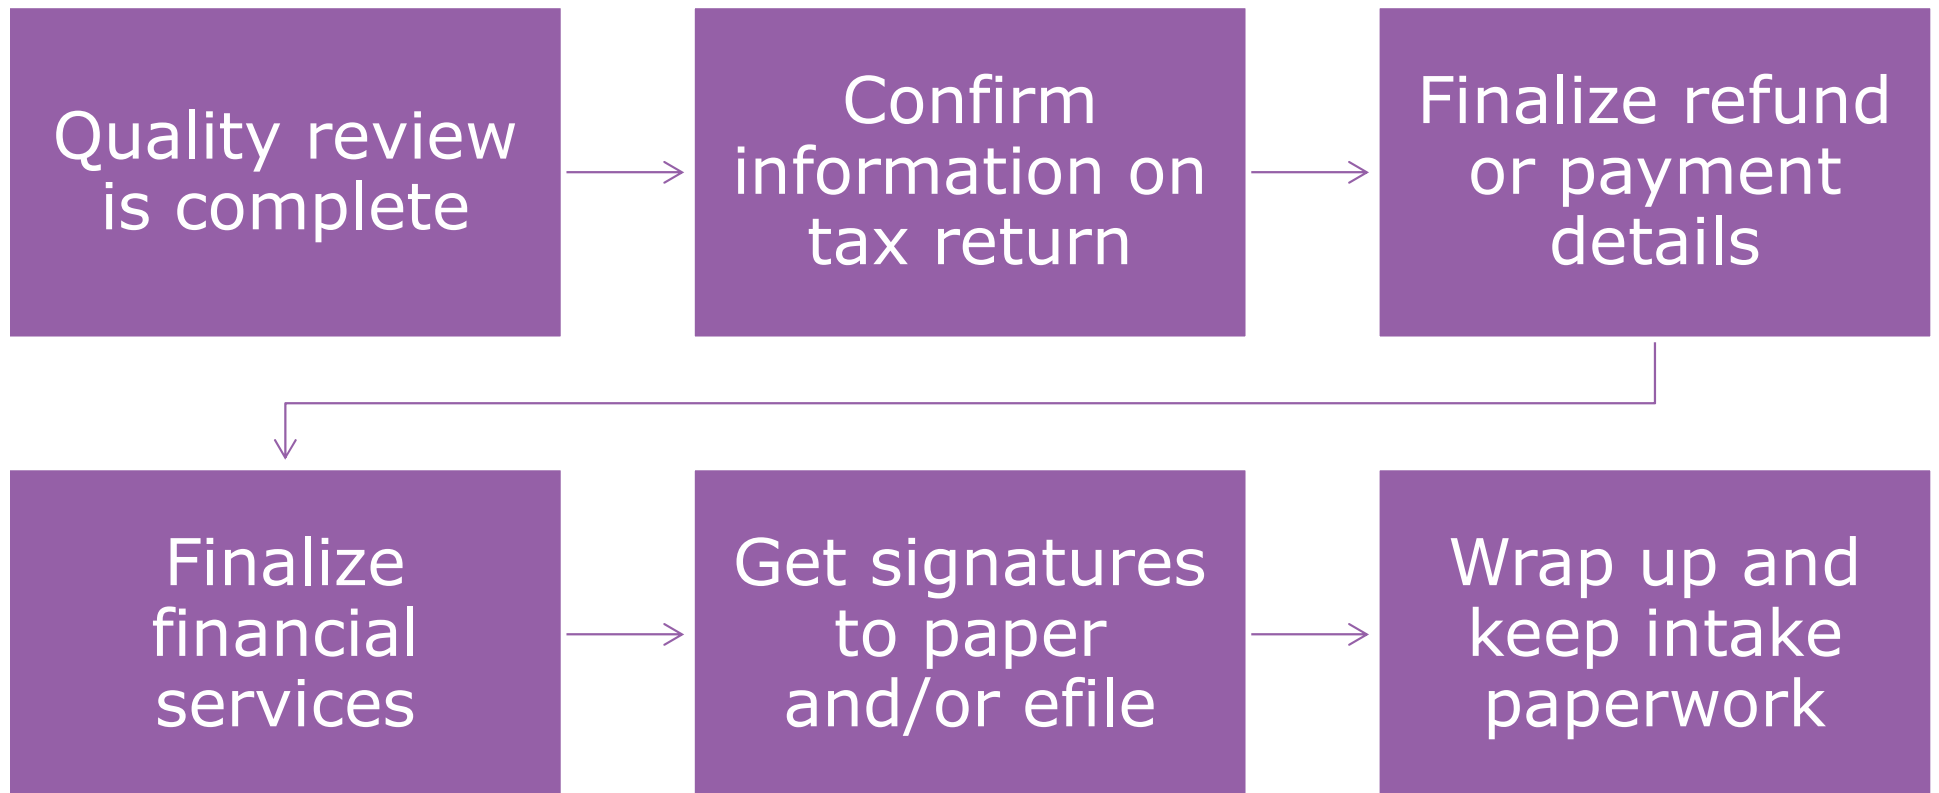 Quality review
is complete
Confirm
information on
tax return
Finalize refund
or payment
details
Finalize
financial
services
Get signatures
to paper
and/or efile
Wrap up and
keep intake
paperwork